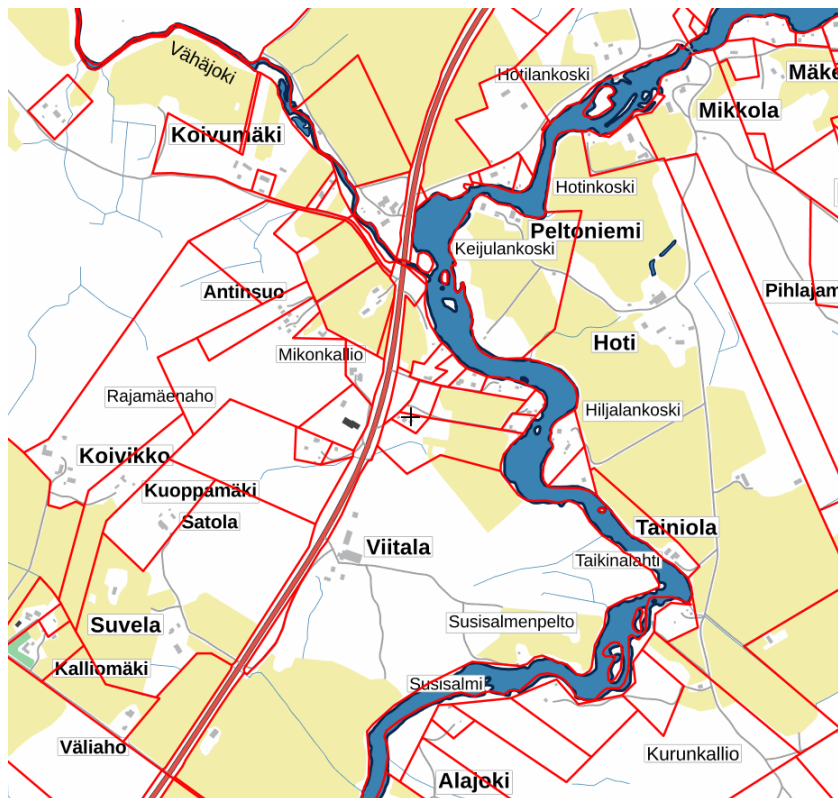 Vähäjoki
Hotilankoski
Mäke
Mikkola
Koivumäki
Hotinkoski
Peltoniemi
Keijulankoski
Antinsuo
Pihlajam
Hoti
Mikonkallio
Rajamäenaho
Hiljalankoski
Koivikko
Kuoppamäki
Satola
Tainiola
Viitala
Taikinalahti
Suvela
Susisalmenpelto
Kalliomäki
Susisalmi
Väliaho
Kurunkallio
Alajoki